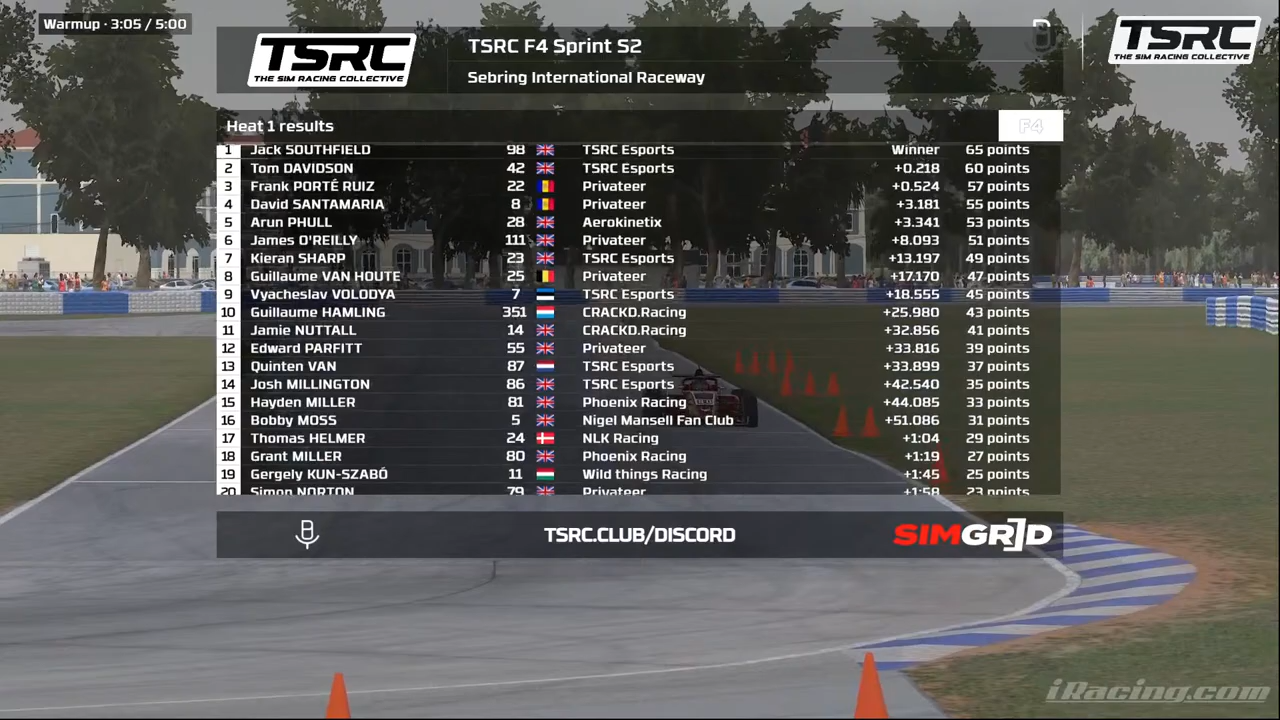 Warmup · 3:05 / 5:00
TSRC
THE SIM RACING COLLECTIVE
TSRC F4 Sprint S2
Sebring International Raceway
TSRC
THE SIM RACING COLLECTIVE
Heat 1 results F4
1 Jack SOUTHFIELD 98 TSRC Esports Winner 65 points
2 Tom DAVIDSON 42 TSRC Esports +0.218 60 points
3 Frank PORTÉ RUIZ 22 Privateer +0.524 57 points
4 David SANTAMARIA 8 Privateer +3.181 55 points
5 Arun PHULL 28 Aerokinetix +3.341 53 points
6 James O'REILLY 111 Privateer +8.093 51 points
7 Kieran SHARP 23 Privateer +13.197 49 points
8 Guillaume VAN HOUTE 25 Privateer +17.170 47 points
9 Vyacheslav VOLODYA 7 TSRC Esports +18.555 45 points
10 Guillaume HAMLING 351 CRACKD.Racing +25.980 43 points
11 Jamie NUTTALL 14 CRACKD.Racing +32.856 41 points
12 Edward PARFITT 55 Privateer +33.816 39 points
13 Quinten VAN 87 TSRC Esports +33.899 37 points
14 Josh MILLINGTON 86 TSRC Esports +42.540 35 points
15 Hayden MILLER 81 Phoenix Racing +44.085 33 points
16 Bobby MOSS 5 Nigel Mansell Fan Club +51.086 31 points
17 Thomas HELMER 24 NLK Racing +1:04 29 points
18 Grant MILLER 80 Phoenix Racing +1:19 27 points
19 Gergely KUN-SZABÓ 11 Wild things Racing +1:45 25 points
20 Simon NORTON 79 Privateer +1:58 23 points
TSRC.CLUB/DISCORD
SIMGRID
iRacing.com